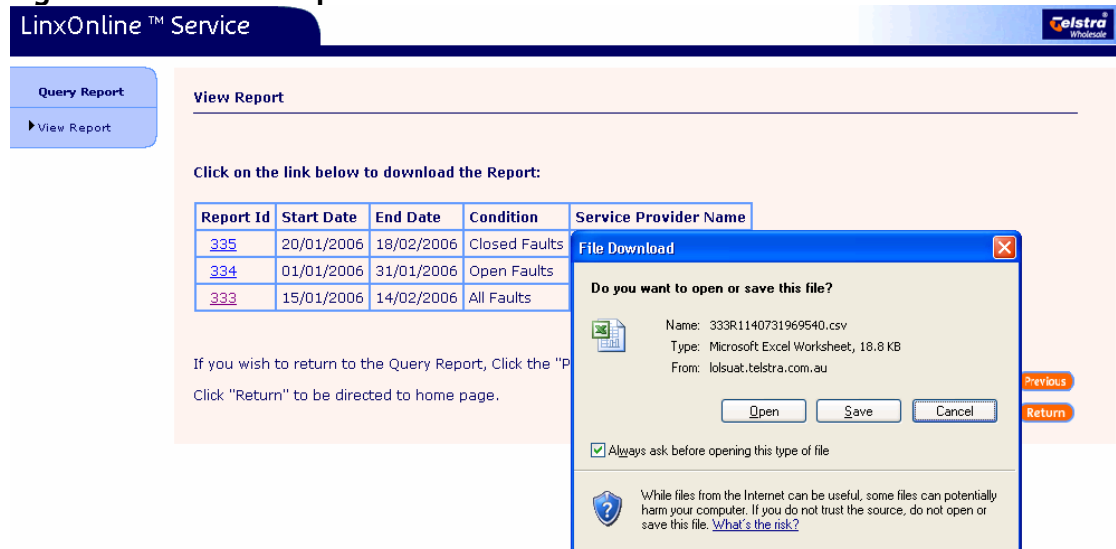 LinxOnline ™ Service
Telstra
Wholesale
Query Report
View Report
View Report
Click on the link below to download the Report:
Report Id Start Date End Date Condition Service Provider Name
335 20/01/2006 18/02/2006 Closed Faults
334 01/01/2006 31/01/2006 Open Faults
333 15/01/2006 14/02/2006 All Faults
If you wish to return to the Query Report, Click the "P
Click "Return" to be directed to home page.
Previous
Return
File Download
Do you want to open or save this file?
Name: 333R1140731969540.csv
Type: Microsoft Excel Worksheet, 18.8 KB
From: lolsuat.telstra.com.au
Open Save Cancel
Always ask before opening this type of file
While files from the Internet can be useful, some files can potentially
harm your computer. If you do not trust the source, do not open or
save this file. What's the risk?